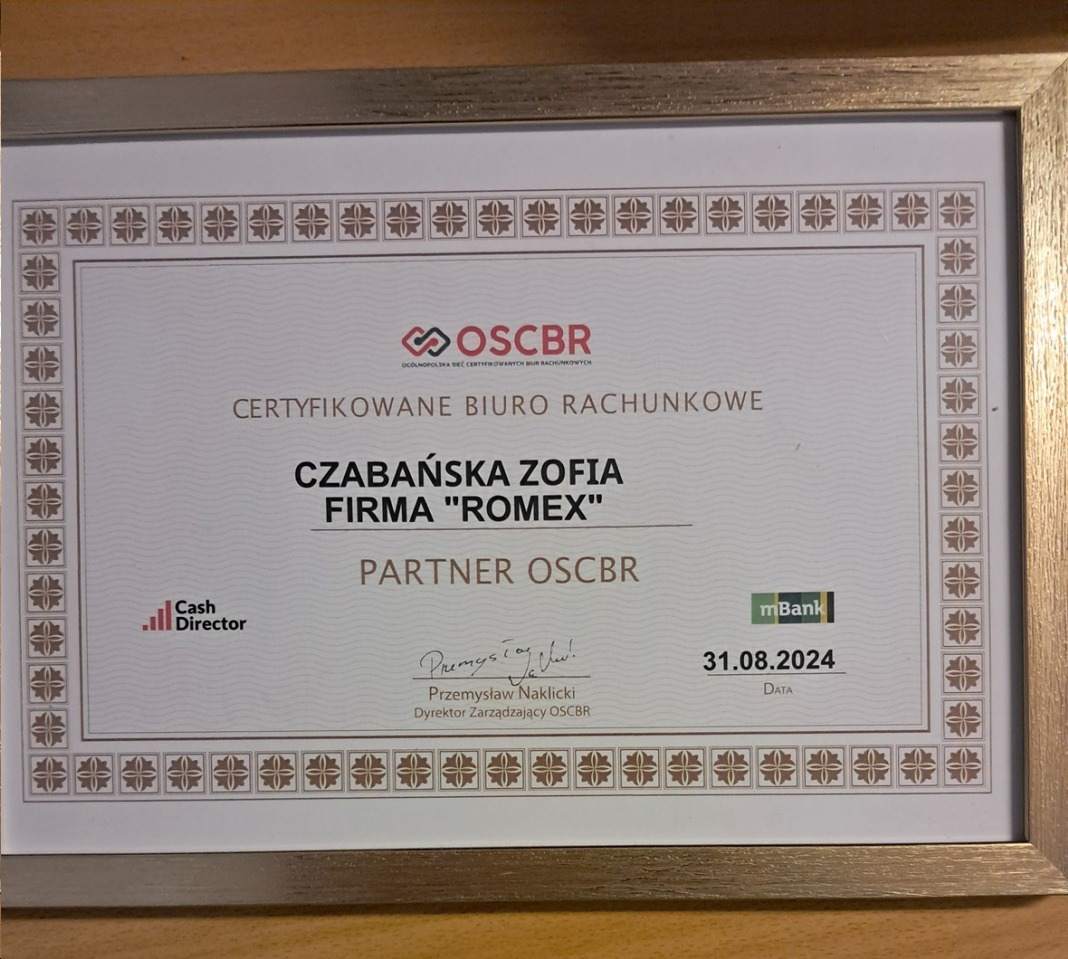 OSCBR
OGÓLNOPOLSKA SIEĆ CERTYFIKOWANYCH BIUR RACHUNKOWYCH
CERTYFIKOWANE BIURO RACHUNKOWE
CZABAŃSKA ZOFIA
FIRMA "ROMEX"
PARTNER OSCBR
Cash
Director
mBank
Przemysław Naklicki
Dyrektor Zarządzający OSCBR
31.08.2024
DATA